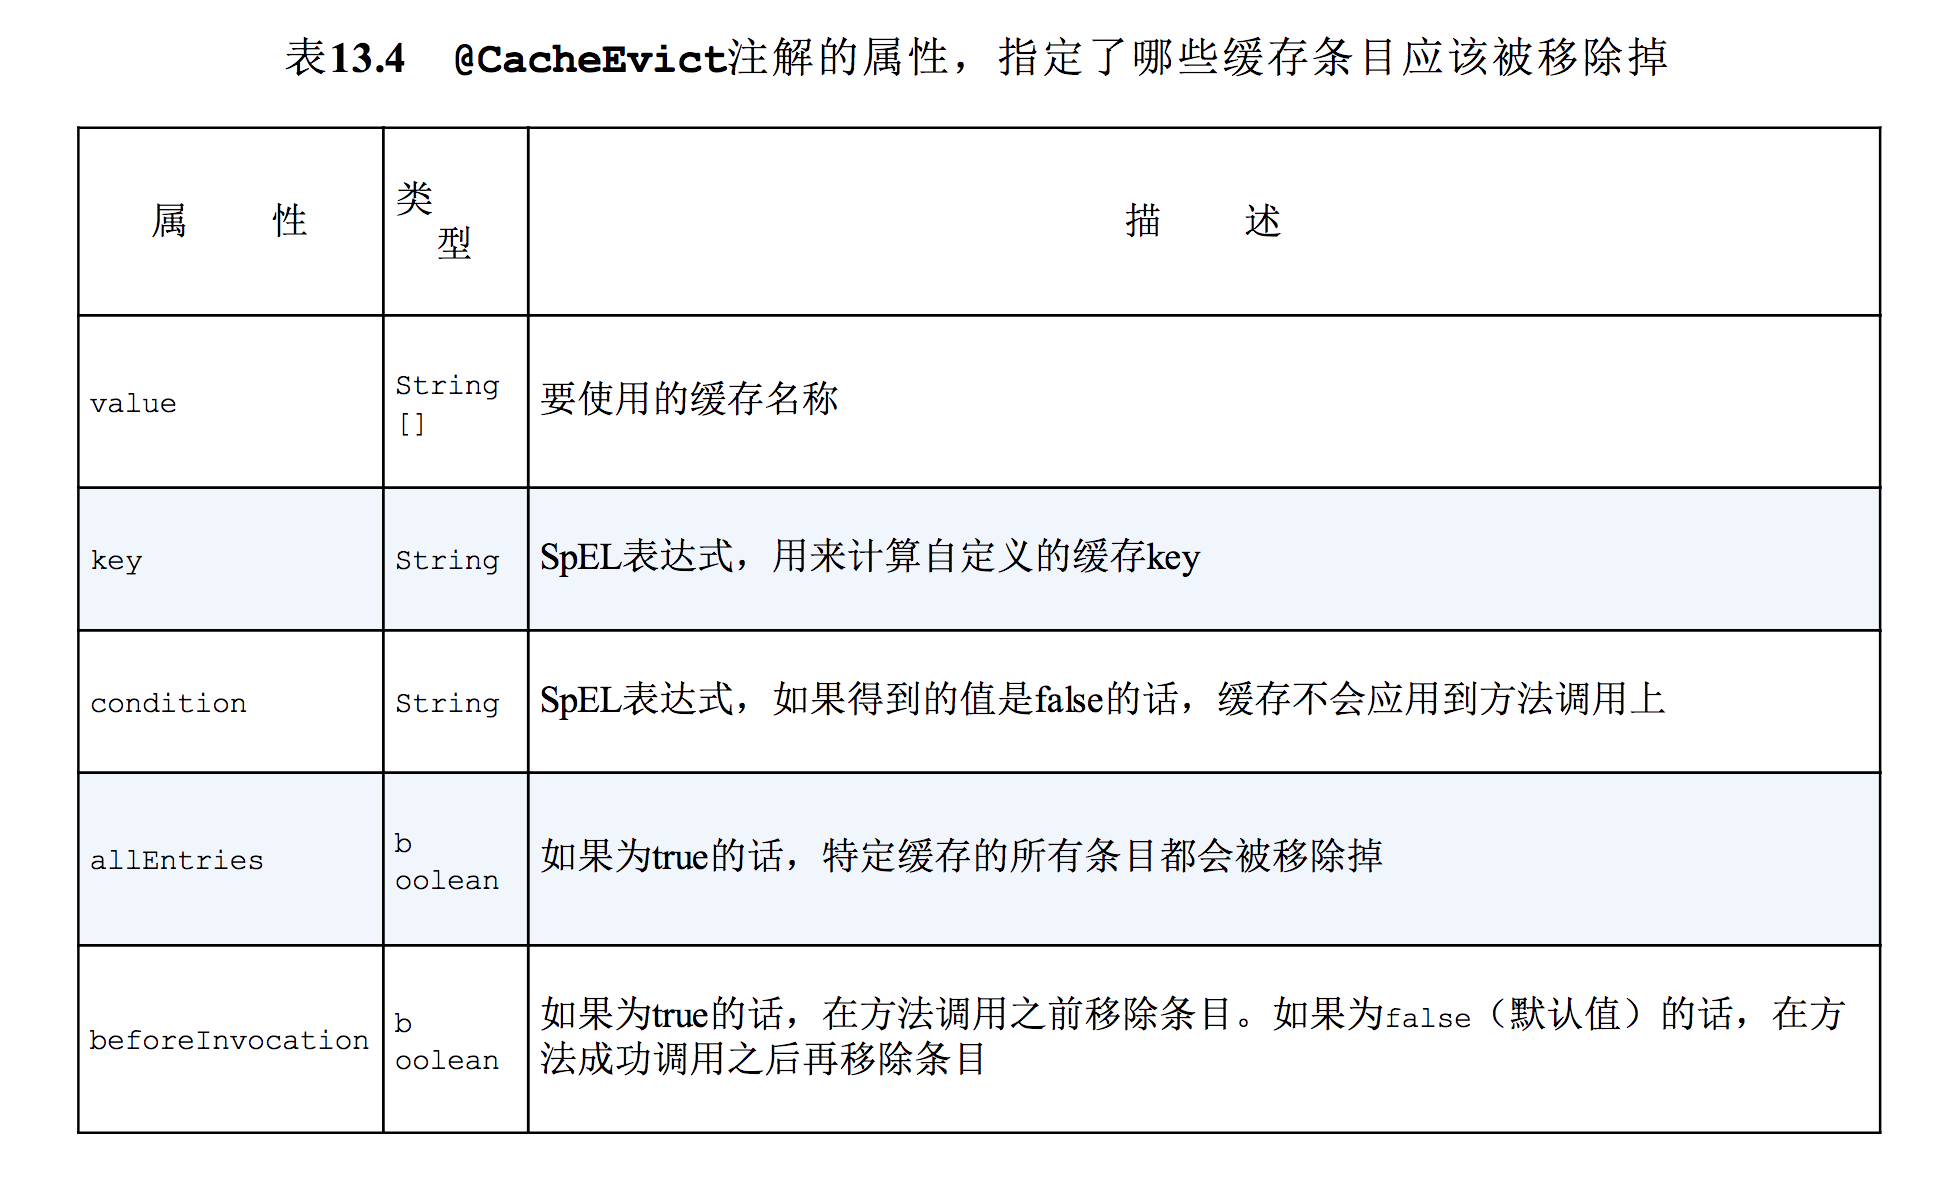 表13.4 @CacheEvict注解的属性，指定了哪些缓存条目应该被移除掉
属 性
类
型
描 述
value
String
[]
要使用的缓存名称
key
String
SpEL表达式，用来计算自定义的缓存key
condition
String
SpEL表达式，如果得到的值是false的话，缓存不会应用到方法调用上
allEntries
b
oolean
如果为true的话，特定缓存的所有条目都会被移除掉
beforeInvocation
b
oolean
如果为true的话，在方法调用之前移除条目。如果为false（默认值）的话，在方
法成功调用之后再移除条目